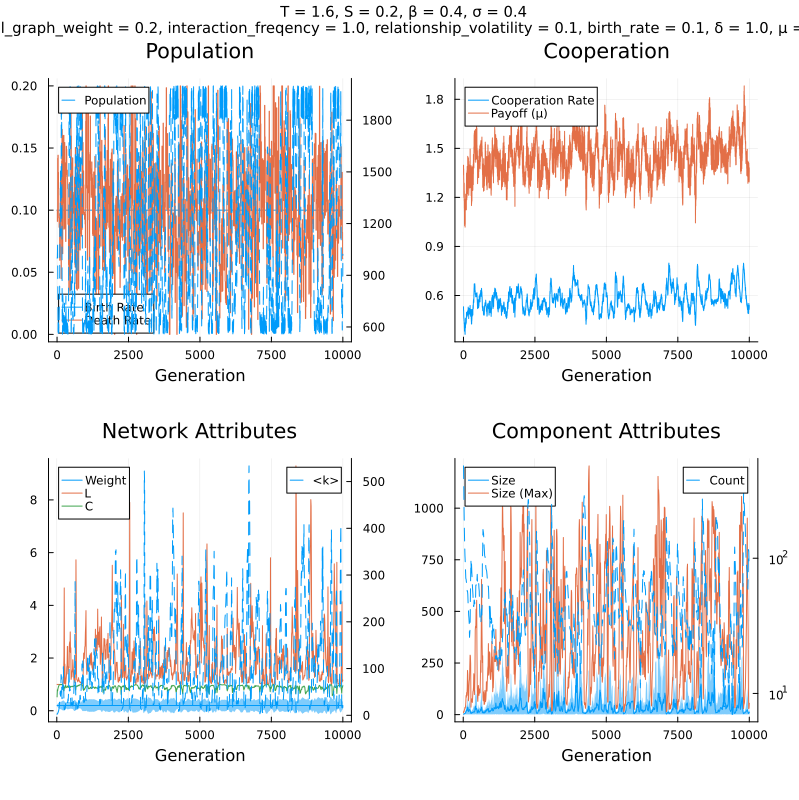 T = 1.6, S = 0.2, β = 0.4, σ = 0.4
l_graph_weight = 0.2, interaction_freqency = 1.0, relationship_volatility = 0.1, birth_rate = 0.1, δ = 1.0, μ =
Population
Cooperation
0.20
0.15
0.10
0.05
0.00
Population
Birth Rate
Death Rate
1800
1500
1200
900
600
0 2500 5000 7500 10000
Generation
1.8
1.5
1.2
0.9
0.6
Cooperation Rate
Payoff (μ)
0 2500 5000 7500 10000
Generation
Network Attributes
Component Attributes
8
6
4
2
0
Weight
L
C
<k>
500
400
300
200
100
0
0 2500 5000 7500 10000
Generation
1000
750
500
250
0
Size
Size (Max)
Count
10²
10¹
0 2500 5000 7500 10000
Generation